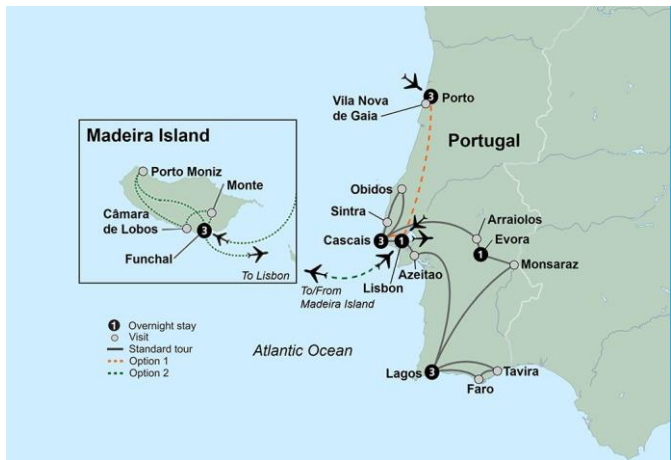 3
Porto
Vila Nova
de Gaia
Portugal
Madeira Island
Porto Moniz
Monte
Câmara
de Lobos
3
Funchal
To Lisbon
Obidos
Sintra
Cascais
3
1
Lisbon
Azeitao
Arraiolos
Evora
1
Monsaraz
To/From
Madeira Island
1 Overnight stay
Visit
Standard tour
Option 1
Option 2
Atlantic Ocean
Lagos
3
Tavira
Faro